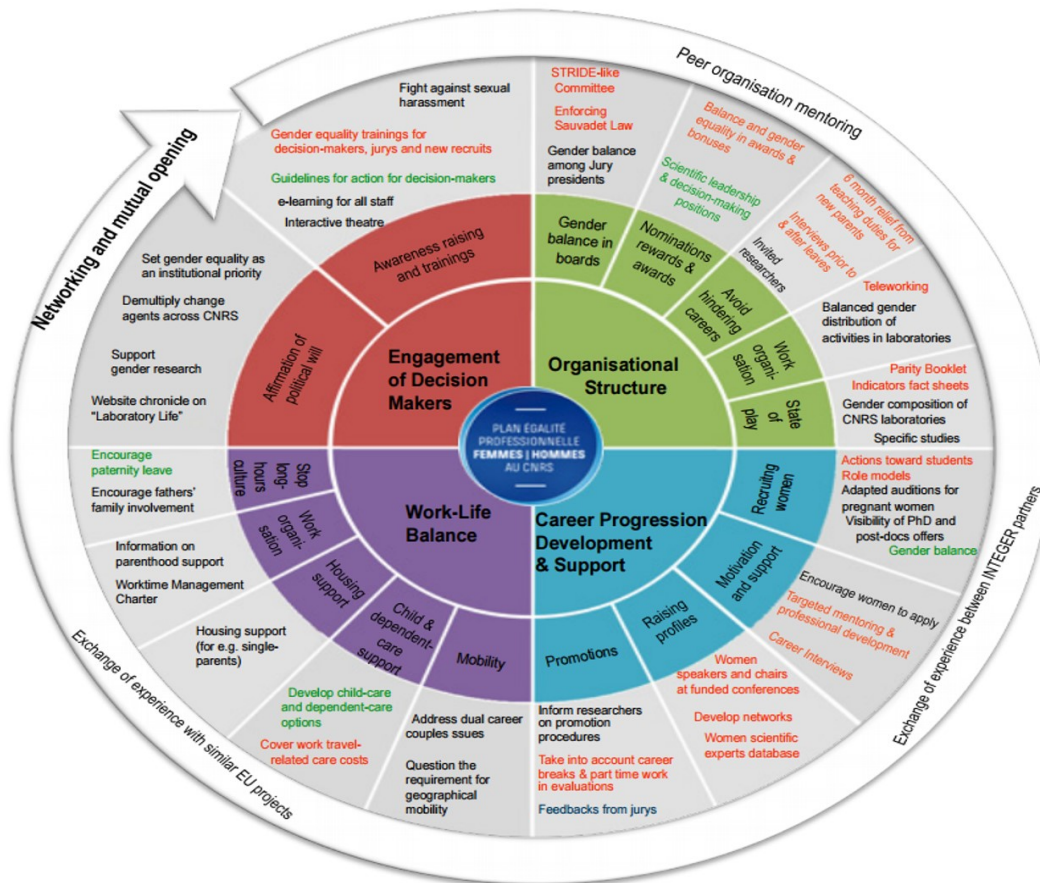 Networking and mutual opening
Peer organisation mentoring
Exchange of experience between INTEGER partners
Exchange of experience with similar EU projects
PLAN ÉGALITÉ
PROFESSIONNELLE
FEMMES | HOMMES
AU CNRS
Engagement
of Decision
Makers
Affirmation of
political will
Set gender equality as
an institutional priority
Demultiply change
agents across CNRS
Support
gender research
Website chronicle on
“Laboratory Life”
Awareness raising
and trainings
Fight against sexual
harassment
Gender equality trainings for
decision-makers, jurys and new recruits
Guidelines for action for decision-makers
e-learning for all staff
Interactive theatre
Organisational
Structure
Gender
balance in
boards
STRIDE-like
Committee
Enforcing
Sauvadet Law
Gender balance
among Jury
presidents
Nominations
rewards &
awards
Balance and gender
equality in awards &
bonuses
Scientific leadership
& decision-making
positions
Avoid
hindering
careers
6 month relief from
teaching duties for
new parents
Interviews prior to
& after leaves
Invited
researchers
Work
organi-
sation
Teleworking
Balanced gender
distribution of
activities in laboratories
State of
play
Parity Booklet
Indicators fact sheets
Gender composition of
CNRS laboratories
Specific studies
Career Progression
Development
& Support
Recruiting
women
Actions toward students
Role models
Adapted auditions for
pregnant women
Visibility of PhD and
post-docs offers
Gender balance
Motivation
and support
Encourage women to apply
Targeted mentoring &
professional development
Career Interviews
Raising
profiles
Women
speakers and chairs
at funded conferences
Develop networks
Women scientific
experts database
Promotions
Inform researchers
on promotion
procedures
Take into account career
breaks & part time work
in evaluations
Feedbacks from jurys
Work-Life
Balance
Mobility
Address dual career
couples ssues
Question the
requirement for
geographical
mobility
Child &
dependent-
care
support
Develop child-care
and dependent-care
options
Cover work travel-
related care costs
Housing
support
Housing support
(for e.g. single-
parents)
Work
organi-
sation
Information on
parenthood support
Worktime Management
Charter
Stop
long-
hours
culture
Encourage
paternity leave
Encourage fathers’
family involvement